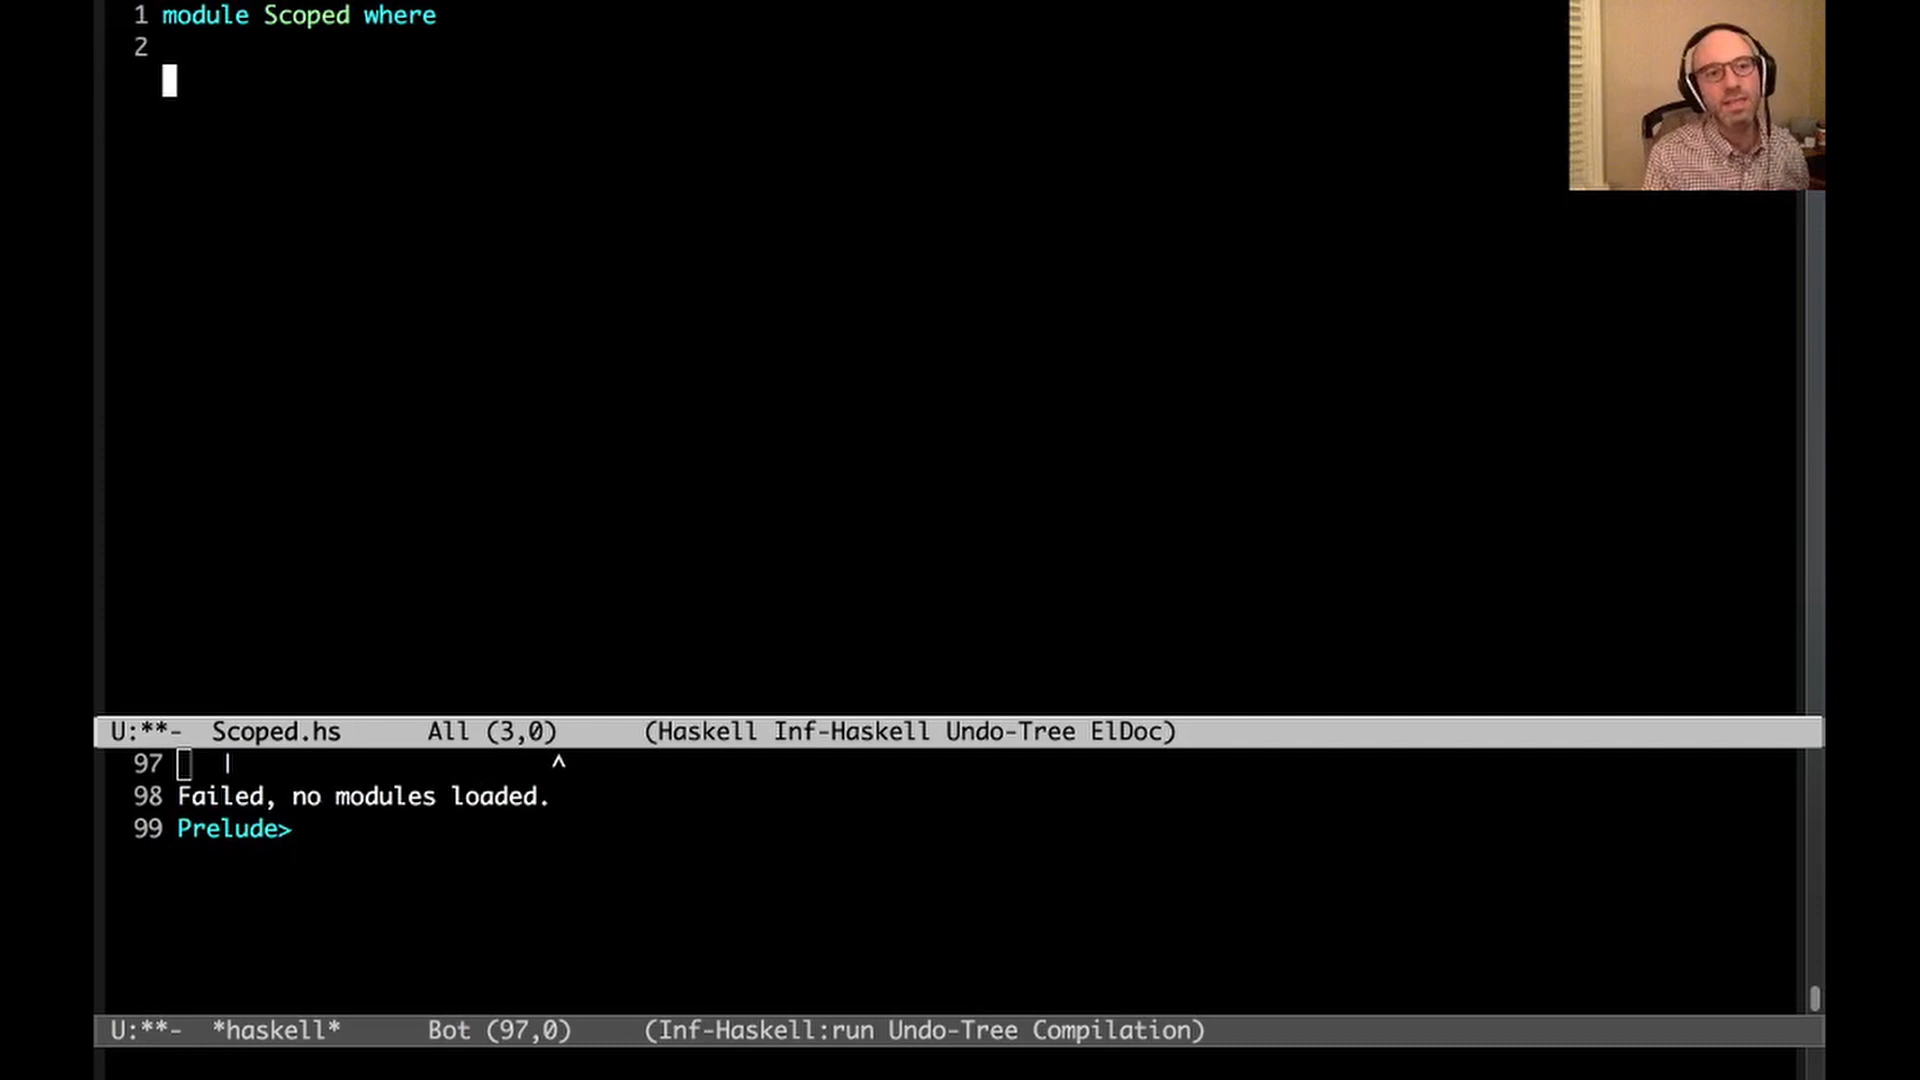 1 module Scoped where
2
U:**-  Scoped.hs      All (3,0)      (Haskell Inf-Haskell Undo-Tree ElDoc)
97   |                       ^
98 Failed, no modules loaded.
99 Prelude>
U:**-  *haskell*      Bot (97,0)     (Inf-Haskell:run Undo-Tree Compilation)